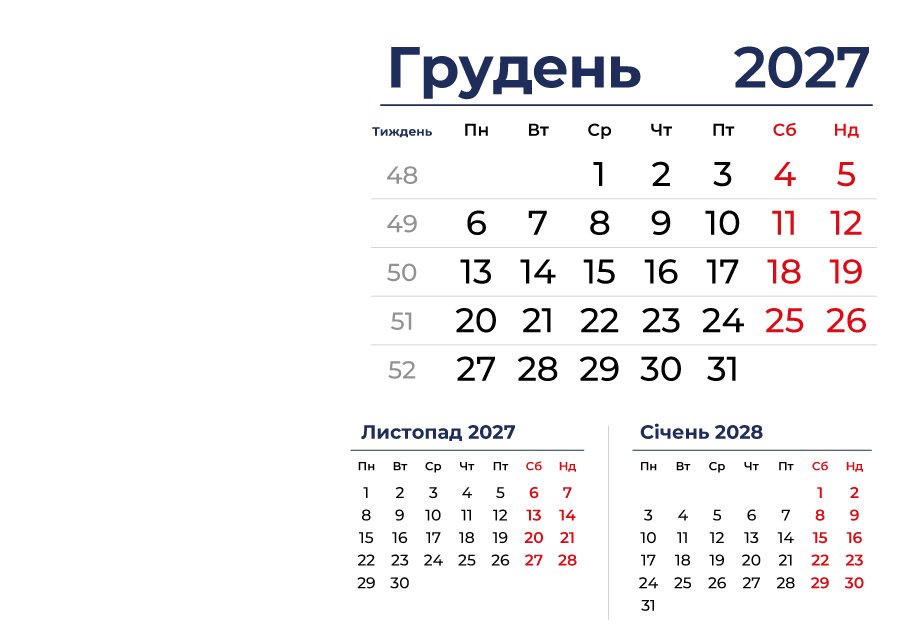 Грудень 2027
Тиждень Пн Вт Ср Чт Пт Сб Нд
48 1 2 3 4 5
49 6 7 8 9 10 11 12
50 13 14 15 16 17 18 19
51 20 21 22 23 24 25 26
52 27 28 29 30 31
Листопад 2027
Пн Вт Ср Чт Пт Сб Нд
1 2 3 4 5 6 7
8 9 10 11 12 13 14
15 16 17 18 19 20 21
22 23 24 25 26 27 28
29 30
Січень 2028
Пн Вт Ср Чт Пт Сб Нд
1 2
3 4 5 6 7 8 9
10 11 12 13 14 15 16
17 18 19 20 21 22 23
24 25 26 27 28 29 30
31